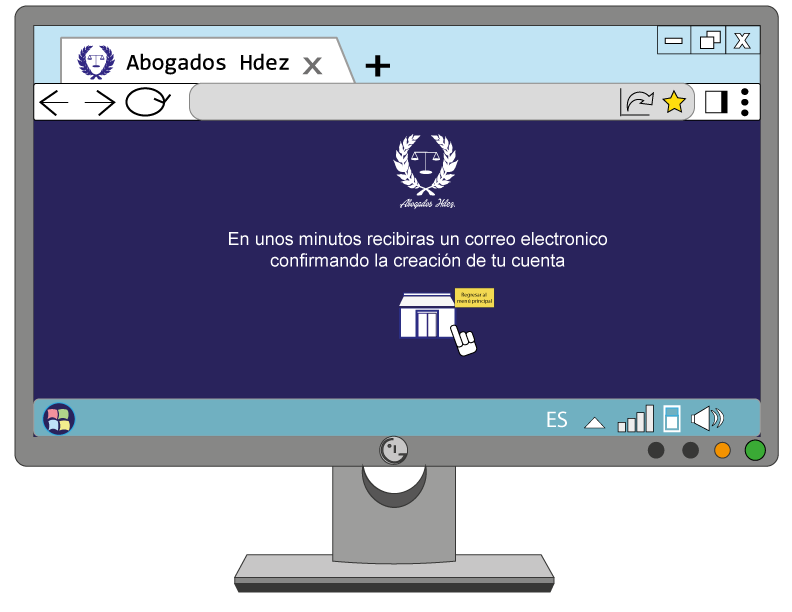 Abogados Hdez
Abogados Hdez.
En unos minutos recibiras un correo electronico
confirmando la creación de tu cuenta
Regresar al
menú principal
ES